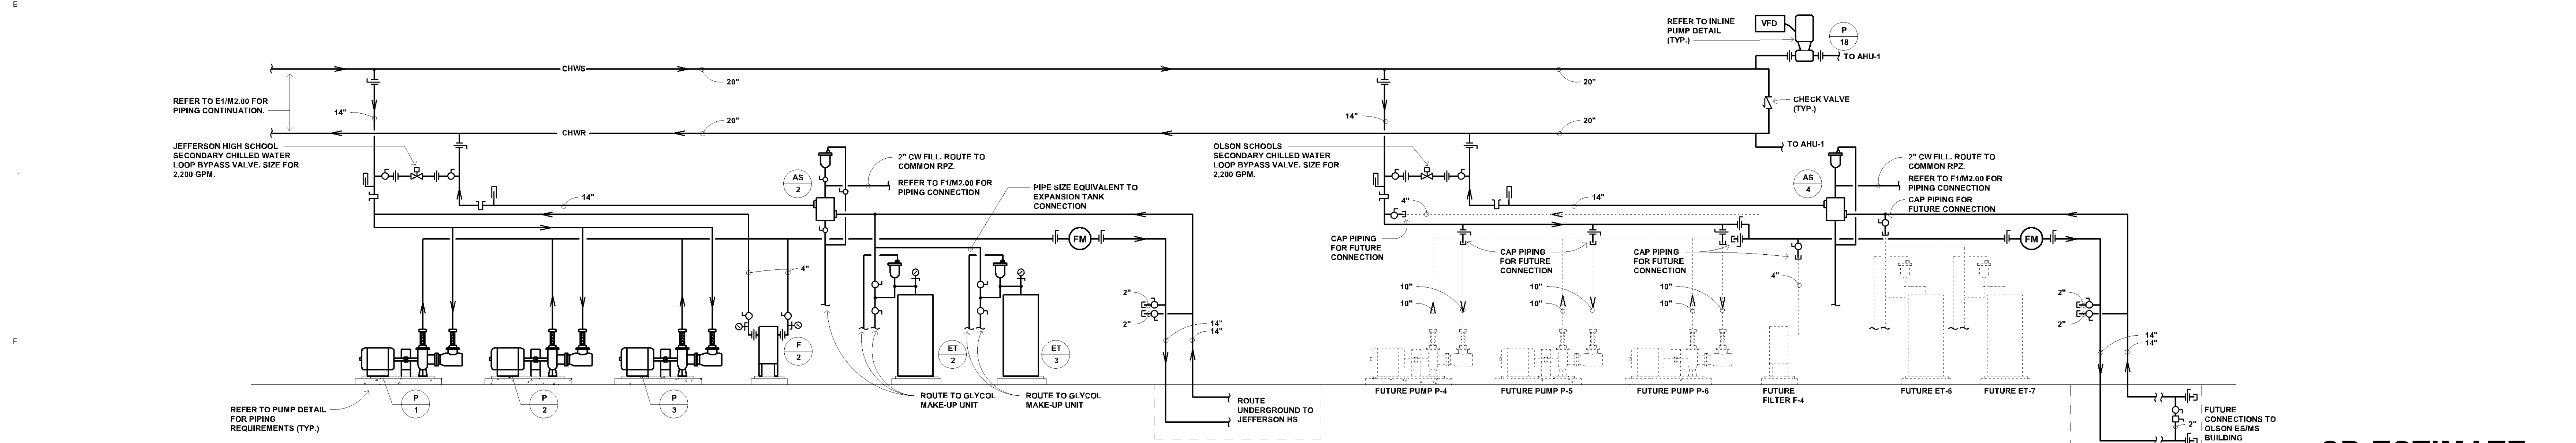 E
REFER TO INLINE
PUMP DETAIL
(TYP.)
VFD
P
18
TO AHU-1
CHWS
20"
20"
REFER TO E1/M2.00 FOR
PIPING CONTINUATION.
14"
14"
CHECK VALVE
(TYP.)
CHWR
20"
20"
TO AHU-1
JEFFERSON HIGH SCHOOL
SECONDARY CHILLED WATER
LOOP BYPASS VALVE. SIZE FOR
2,200 GPM.
AS
2
2" CW FILL. ROUTE TO
COMMON RPZ.
REFER TO F1/M2.00 FOR
PIPING CONNECTION
PIPE SIZE EQUIVALENT TO
EXPANSION TANK
CONNECTION
14"
OLSON SCHOOLS
SECONDARY CHILLED WATER
LOOP BYPASS VALVE. SIZE FOR
2,200 GPM.
AS
4
2" CW FILL. ROUTE TO
COMMON RPZ.
REFER TO F1/M2.00 FOR
PIPING CONNECTION
CAP PIPING FOR
FUTURE CONNECTION
14"
4"
FM
FM
CAP PIPING
FOR FUTURE
CONNECTION
CAP PIPING
FOR FUTURE
CONNECTION
CAP PIPING
FOR FUTURE
CONNECTION
4"
4"
2"
2"
14"
14"
10"
10"
10"
10"
10"
10"
2"
2"
14"
14"
F
F
2
ET
2
ET
3
P
1
P
2
P
3
REFER TO PUMP DETAIL
FOR PIPING
REQUIREMENTS (TYP.)
ROUTE TO GLYCOL
MAKE-UP UNIT
ROUTE TO GLYCOL
MAKE-UP UNIT
ROUTE
UNDERGROUND TO
JEFFERSON HS
FUTURE PUMP P-4
FUTURE PUMP P-5
FUTURE PUMP P-6
FUTURE
FILTER F-4
FUTURE ET-6
FUTURE ET-7
2"
FUTURE
CONNECTIONS TO
OLSON ES/MS
BUILDING